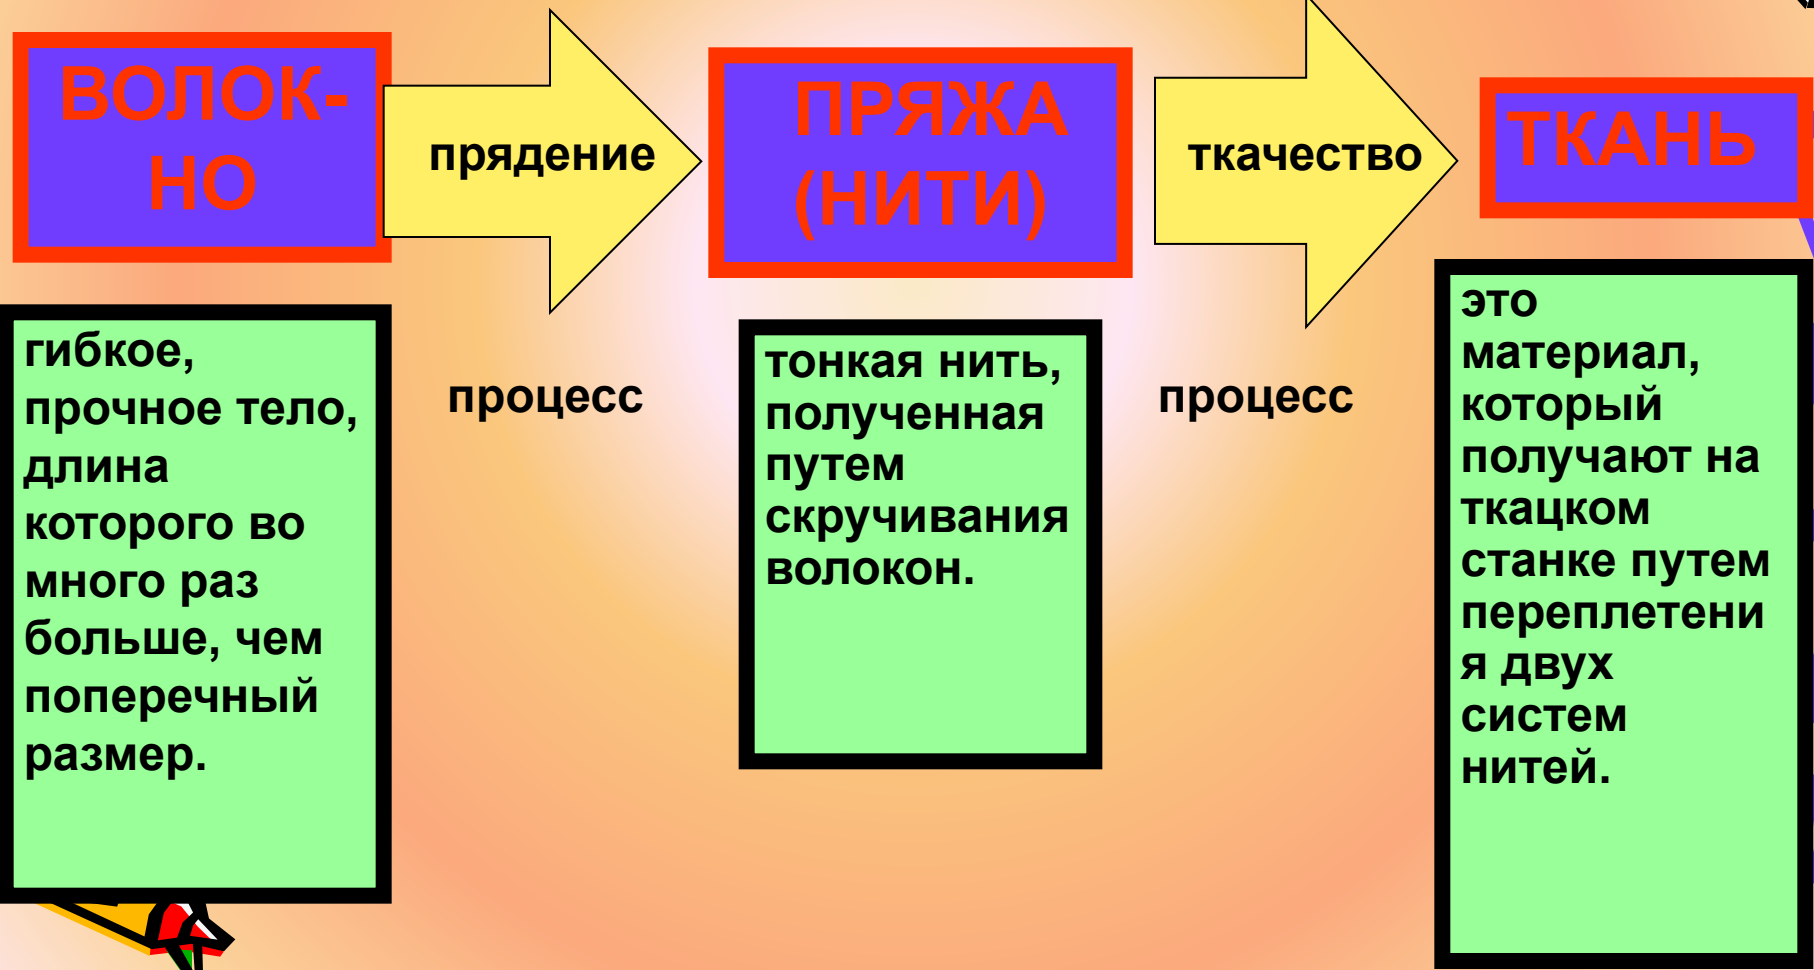 ВОЛОК-
НО
прядение
ПРЯЖА
(НИТИ)
ткачество
ТКАНЬ
гибкое,
прочное тело,
длина
которого во
много раз
больше, чем
поперечный
размер.
процесс
тонкая нить,
полученная
путем
скручивания
волокон.
процесс
это
материал,
который
получают на
ткацком
станке путем
переплетени
я двух
систем
нитей.